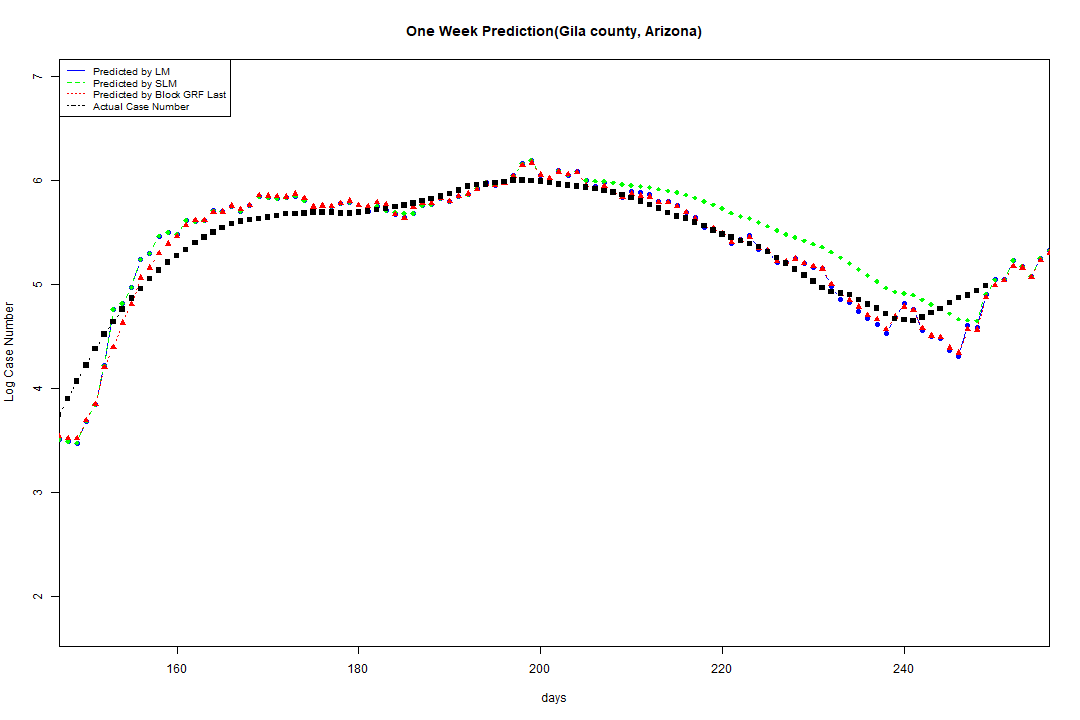 One Week Prediction(Gila county, Arizona)
Predicted by LM
Predicted by SLM
Predicted by Block GRF Last
Actual Case Number
7
6
5
4
3
2
Log Case Number
160 180 200 220 240
days